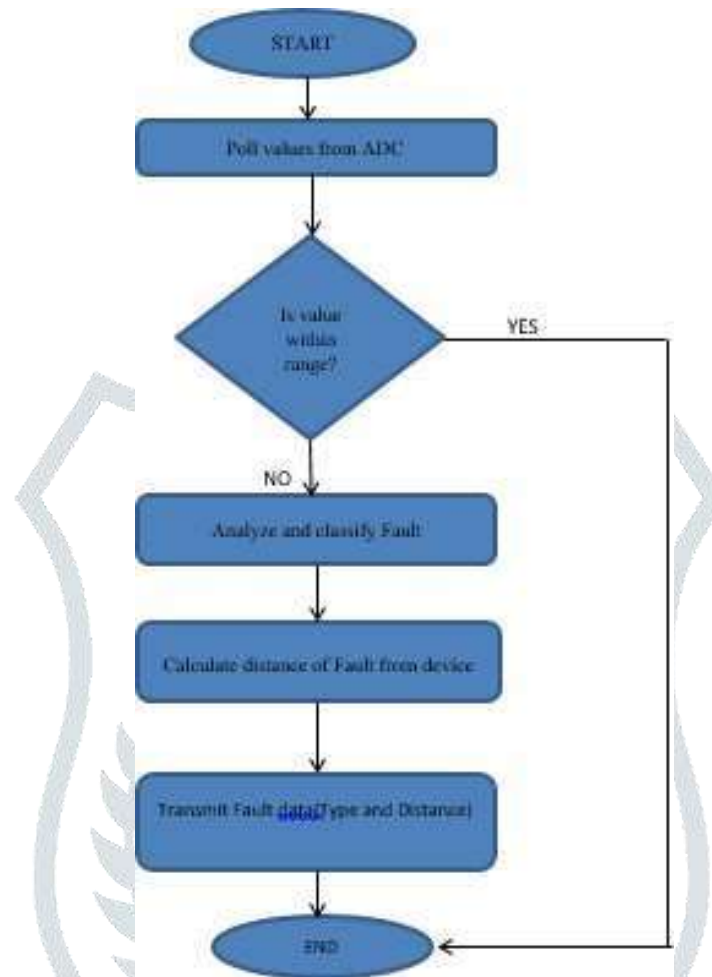 START
Poll values from ADC
Is value
within
range?
YES
NO
Analyze and classify Fault
Calculate distance of Fault from device
Transmit Fault data(Type and Distance)
END